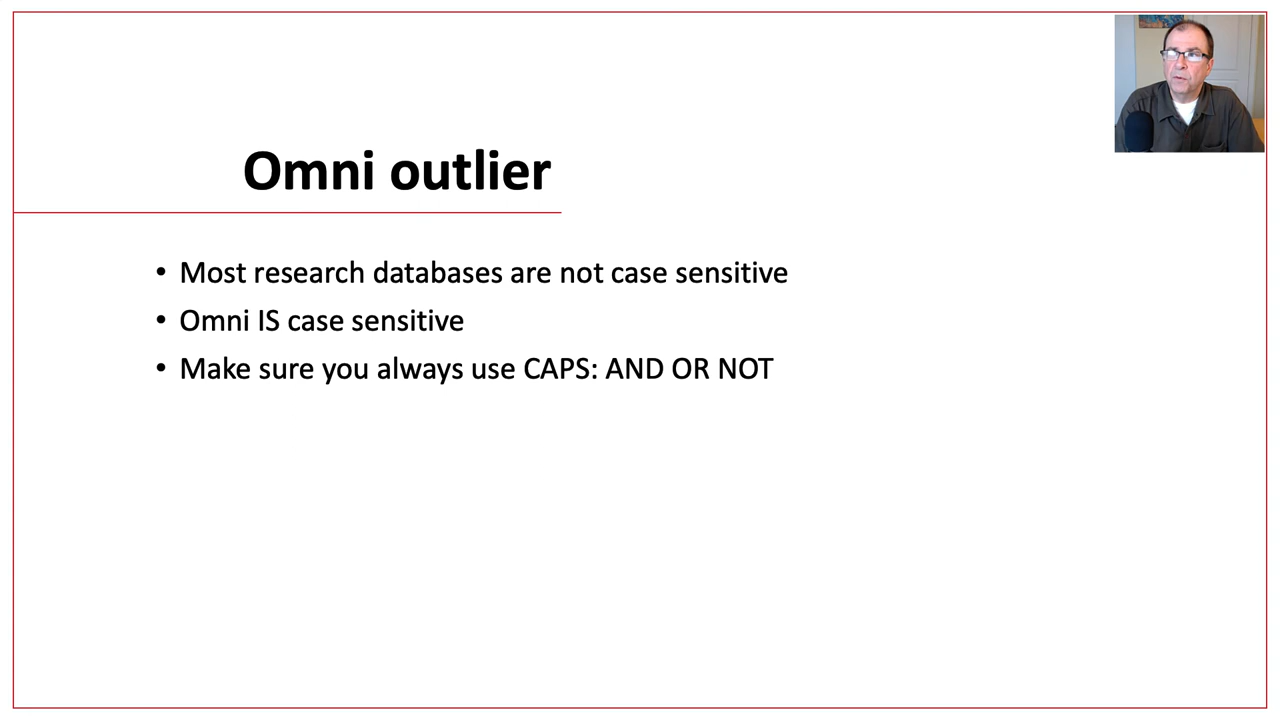 Omni outlier
• Most research databases are not case sensitive
• Omni IS case sensitive
• Make sure you always use CAPS: AND OR NOT